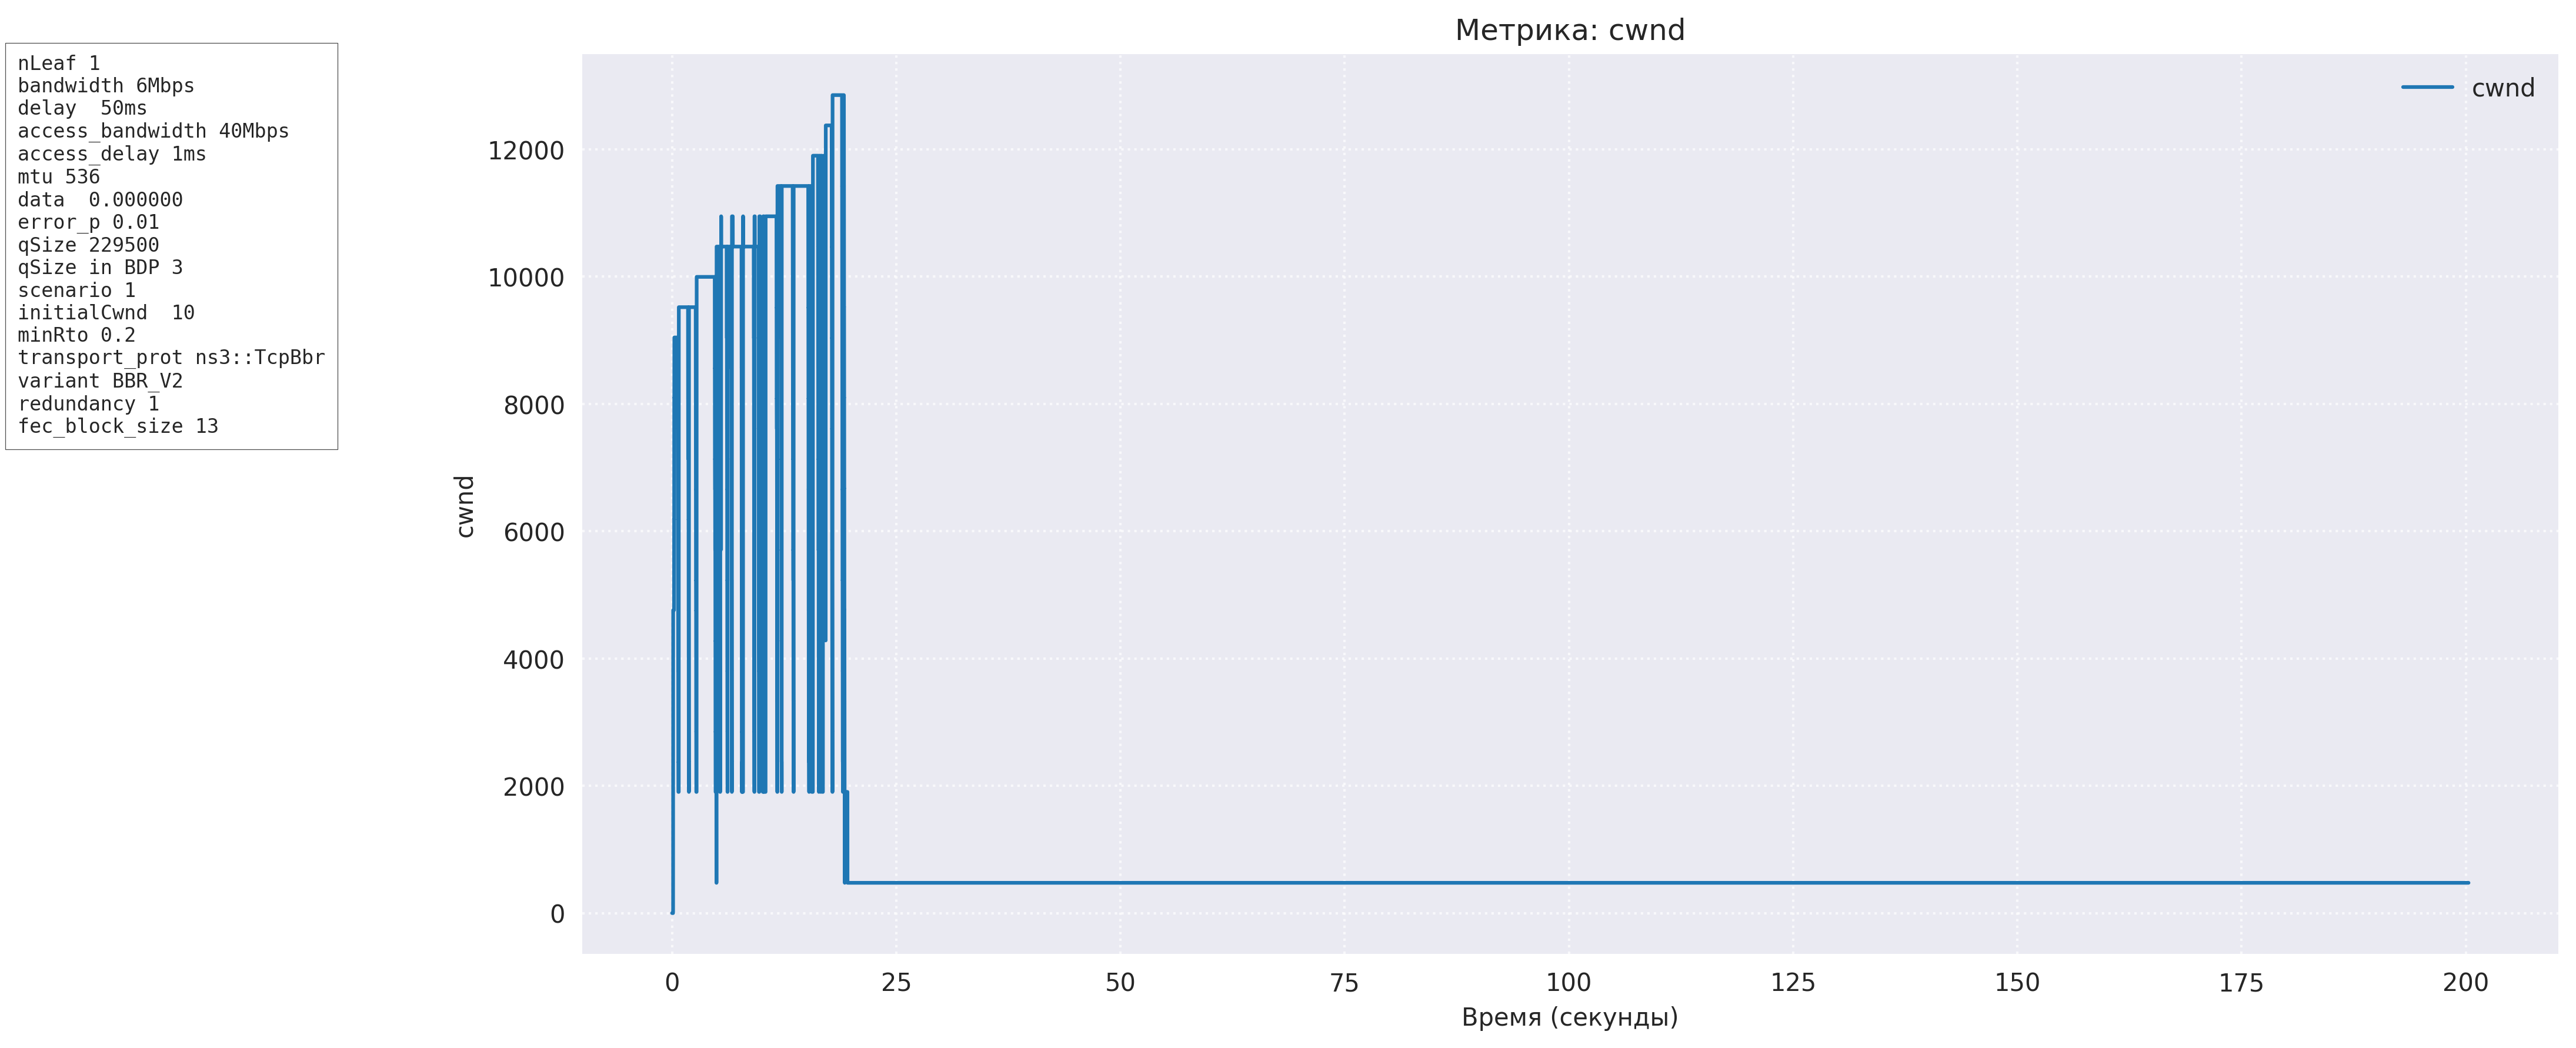 Метрика: cwnd
nLeaf 1
bandwidth 6Mbps
delay  50ms
access_bandwidth 40Mbps
access_delay 1ms
mtu 536
data  0.000000
error_p 0.01
qSize 229500
qSize in BDP 3
scenario 1
initialCwnd  10
minRto 0.2
transport_prot ns3::TcpBbr
variant BBR_V2
redundancy 1
fec_block_size 13
cwnd
cwnd
12000
10000
8000
6000
4000
2000
0
0 25 50 75 100 125 150 175 200
Время (секунды)